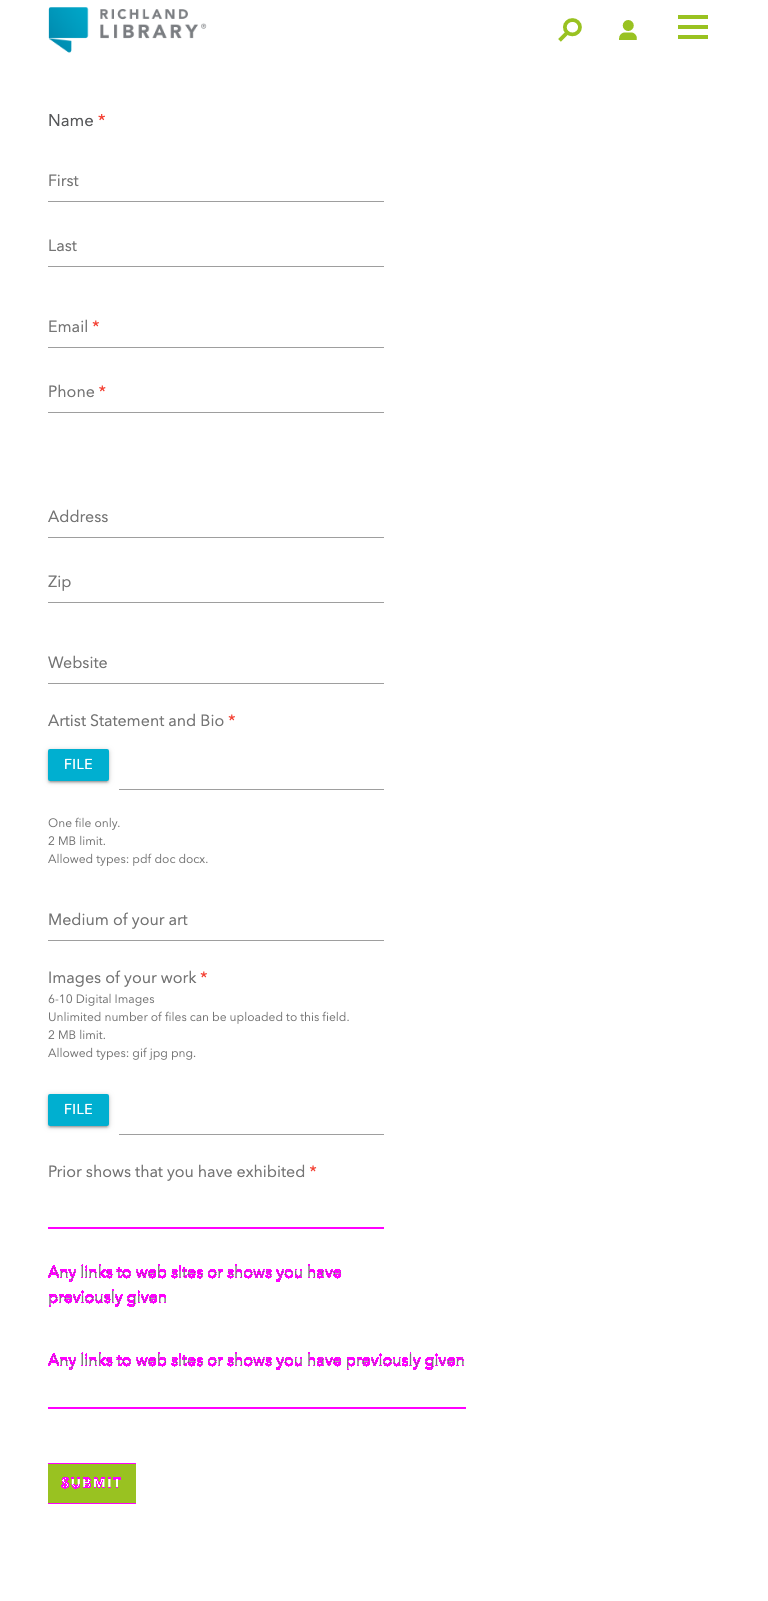 RICHLAND
LIBRARY®
Name *
First
Last
Email *
Phone *
Address
Zip
Website
Artist Statement and Bio *
FILE
One file only.
2 MB limit.
Allowed types: pdf doc docx.
Medium of your art
Images of your work *
6-10 Digital Images
Unlimited number of files can be uploaded to this field.
2 MB limit.
Allowed types: gif jpg png.
FILE
Prior shows that you have exhibited *
Any links to web sites or shows you have
previously given
Any links to web sites or shows you have previously given
SUBMIT